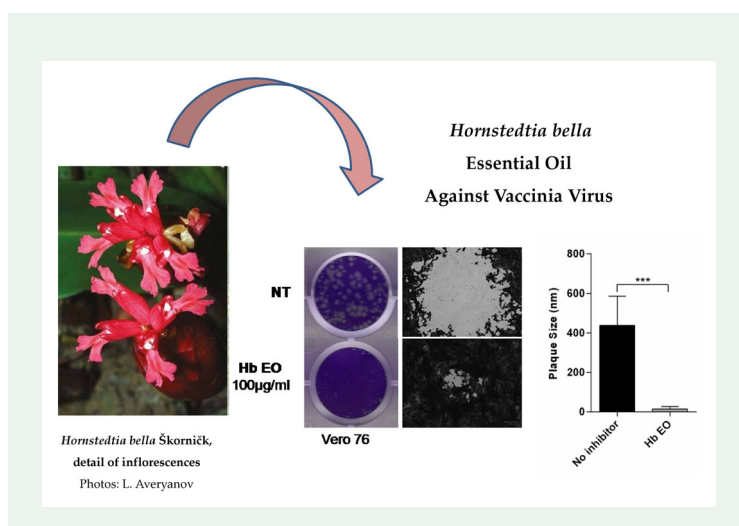 Hornstedtia bella
Essential Oil
Against Vaccinia Virus
NT
Hb EO
100µg/ml
Vero 76
Plaque Size (nm)
800
600
400
200
0
***
No inhibitor
Hb EO
Hornstedtia bella Škorničk,
detail of inflorescences
Photos: L. Averyanov